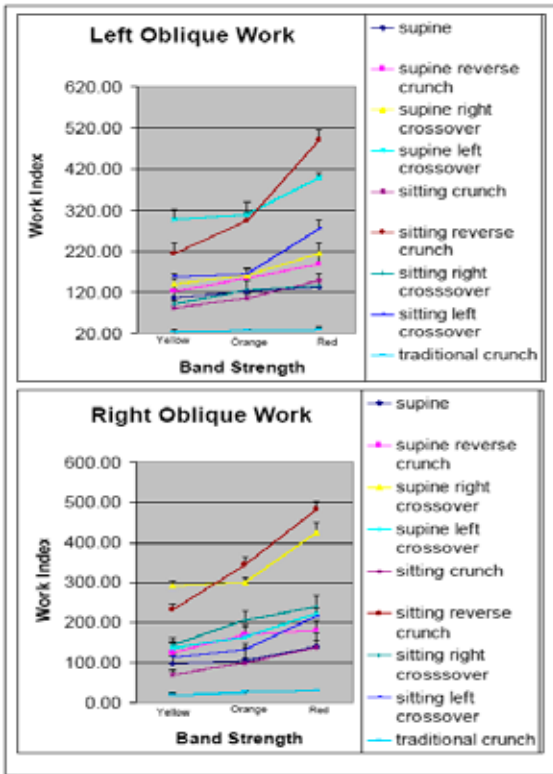 Left Oblique Work
620.00
520.00
420.00
320.00
220.00
120.00
20.00
Work Index
Yellow
Orange
Red
Band Strength
supine
supine reverse
crunch
supine right
crossover
supine left
crossover
sitting crunch
sitting reverse
crunch
sitting right
crosssover
sitting left
crossover
traditional crunch
Right Oblique Work
600.00
500.00
400.00
300.00
200.00
100.00
0.00
Work Index
Yellow
Orange
Red
Band Strength
supine
supine reverse
crunch
supine right
crossover
supine left
crossover
sitting crunch
sitting reverse
crunch
sitting right
crosssover
sitting left
crossover
traditional crunch